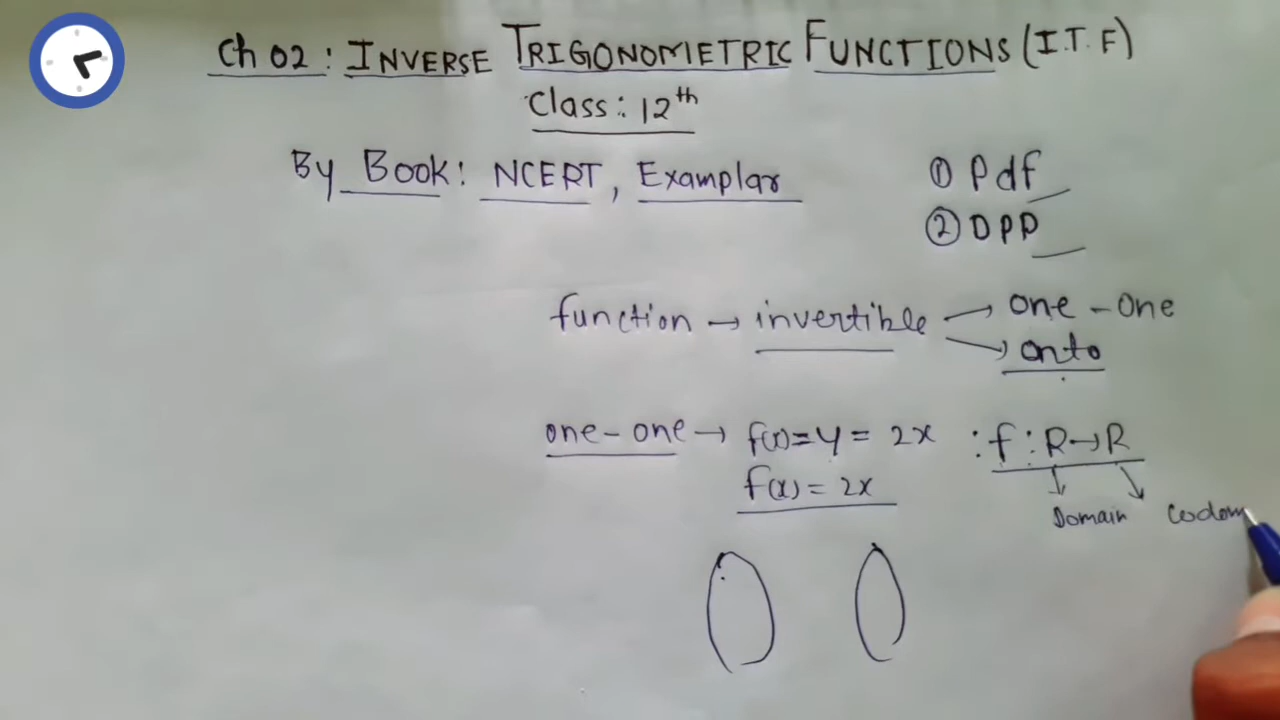 Ch 02 : INVERSE TRIGONOMETRIC FUNCTIONS (I.T.F)
Class : 12th
By Book : NCERT, Examplar
① Pdf
② DPP
function → invertible → one-one
→ onto
one-one → f(x) = y = 2x : f : R → R
f(x) = 2x
Domain Codom